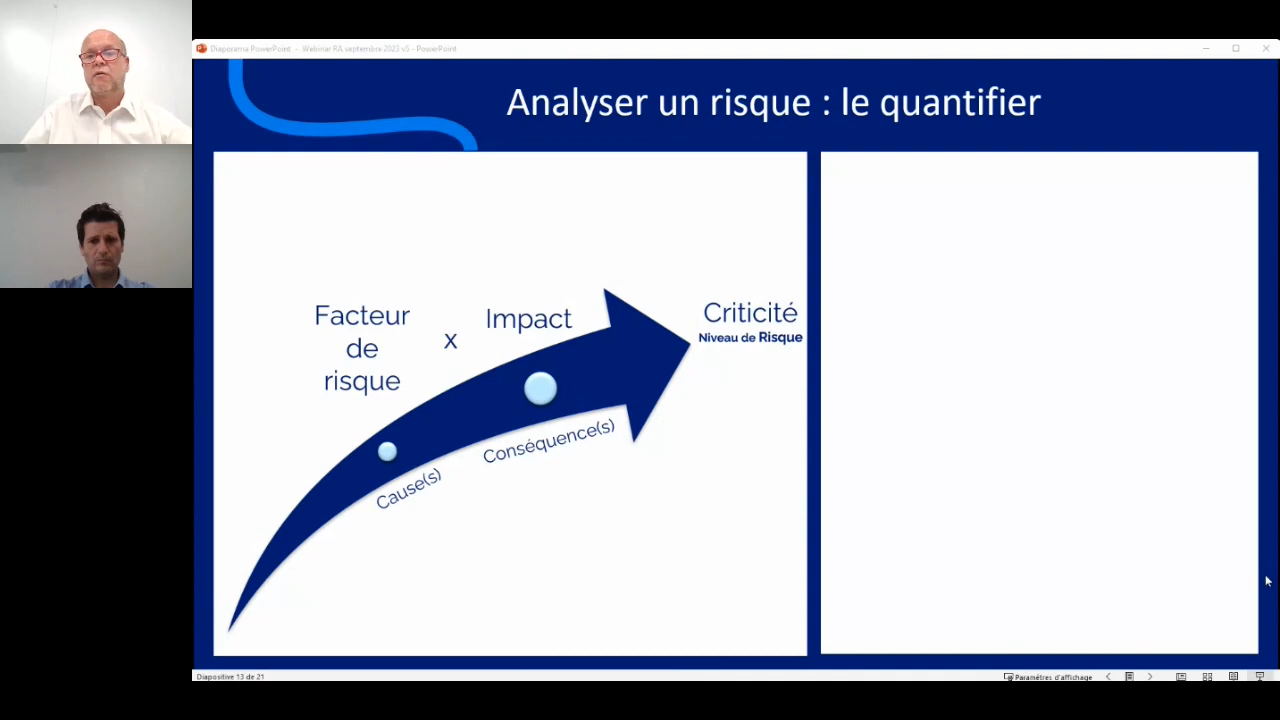 Diaporama PowerPoint - Webinar RA septembre 2023 v5 - PowerPoint
Analyser un risque : le quantifier
Facteur
de
risque
x
Impact
Criticité
Niveau de Risque
Cause(s)
Conséquence(s)
Diapositive 13 de 21
Paramètres d'affichage